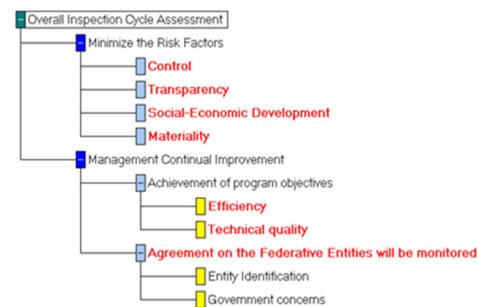 Overall Inspection Cycle Assessment
Minimize the Risk Factors
Control
Transparency
Social-Economic Development
Materiality
Management Continual Improvement
Achievement of program objectives
Efficiency
Technical quality
Agreement on the Federative Entities will be monitored
Entity Identification
Government concerns